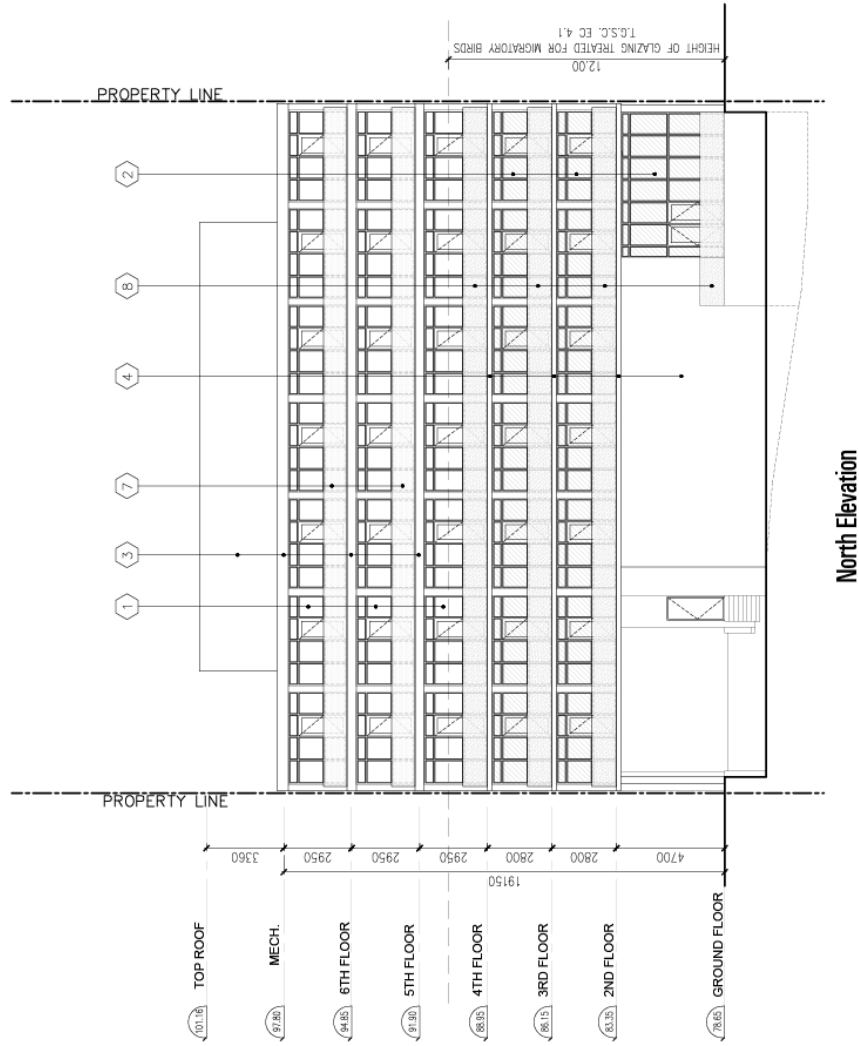 HEIGHT OF GLAZING TREATED FOR MIGRATORY BIRDS
T.G.S.C. EC 4.1
12.00
PROPERTY LINE
2
8
4
7
3
1
PROPERTY LINE
3360
2950
2950
2950
2800
2800
4700
19150
TOP ROOF
MECH.
6TH FLOOR
5TH FLOOR
4TH FLOOR
3RD FLOOR
2ND FLOOR
GROUND FLOOR
101.16
97.80
94.85
91.90
88.95
86.15
83.35
78.65
North Elevation